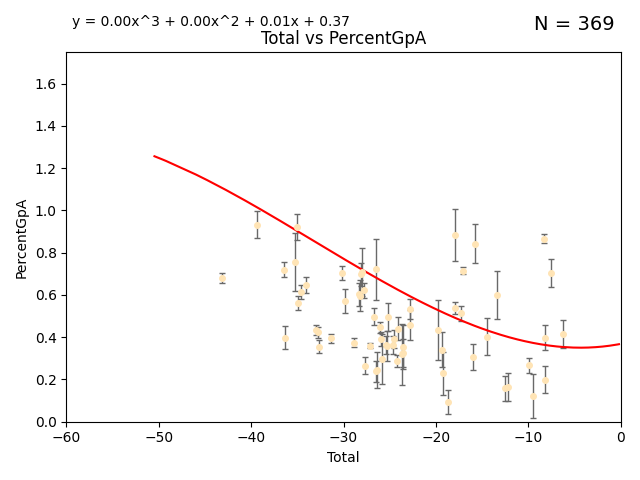 y = 0.00x^3 + 0.00x^2 + 0.01x + 0.37
N = 369
Total vs PercentGpA
PercentGpA
1.6
1.4
1.2
1.0
0.8
0.6
0.4
0.2
0.0
−60 −50 −40 −30 −20 −10 0
Total